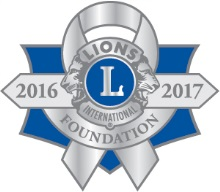 LIONS
2016 L 2017
INTERNATIONAL
®
FOUNDATION